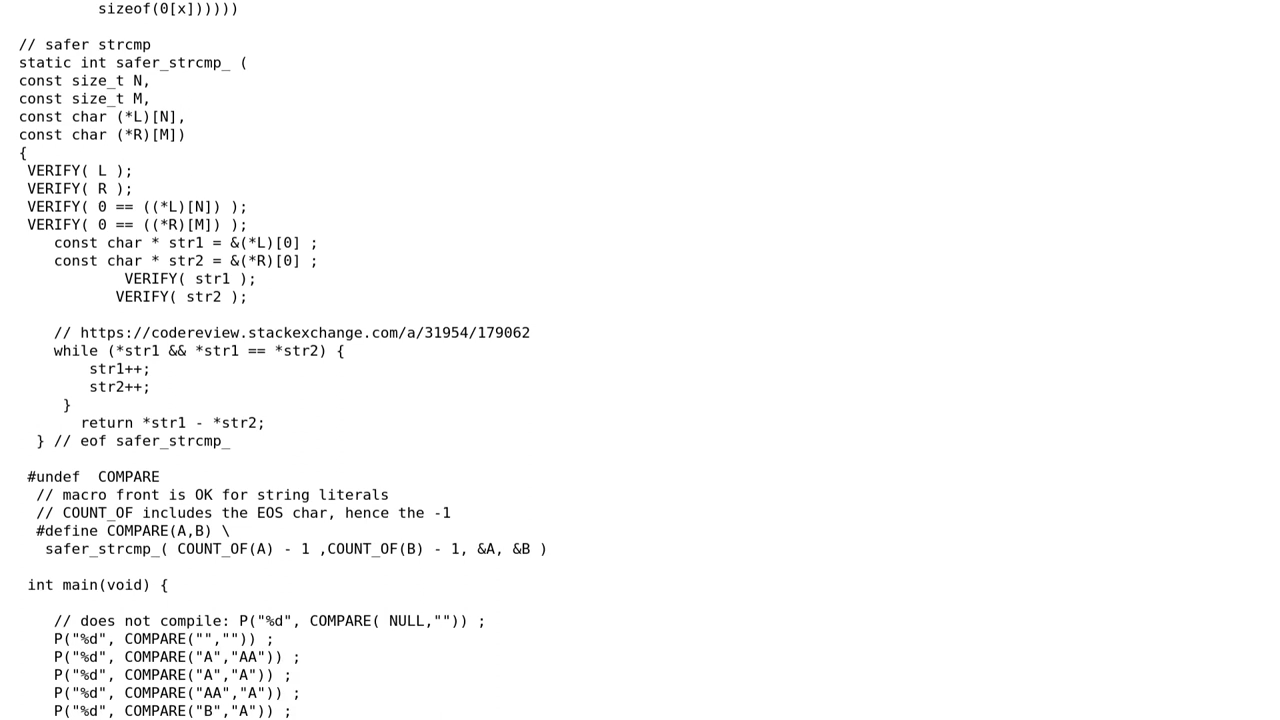 sizeof(0[x])))))) 
// safer strcmp
static int safer_strcmp_ (
const size_t N,
const size_t M,
const char (*L)[N],
const char (*R)[M])
{
VERIFY( L );
VERIFY( R );
VERIFY( 0 == ((*L)[N]) );
VERIFY( 0 == ((*R)[M]) );
const char * str1 = &(*L)[0] ;
const char * str2 = &(*R)[0] ;
VERIFY( str1 );
VERIFY( str2 );
// https://codereview.stackexchange.com/a/31954/179062
while (*str1 && *str1 == *str2) {
str1++;
str2++;
}
return *str1 - *str2;
} // eof safer_strcmp_
#undef  COMPARE
// macro front is OK for string literals
// COUNT_OF includes the EOS char, hence the -1
#define COMPARE(A,B) \
safer_strcmp_( COUNT_OF(A) - 1 ,COUNT_OF(B) - 1, &A, &B )
int main(void) {
// does not compile: P("%d", COMPARE( NULL,"")) ;
P("%d", COMPARE("","")) ;
P("%d", COMPARE("A","AA")) ;
P("%d", COMPARE("A","A")) ;
P("%d", COMPARE("AA","A")) ;
P("%d", COMPARE("B","A")) ;